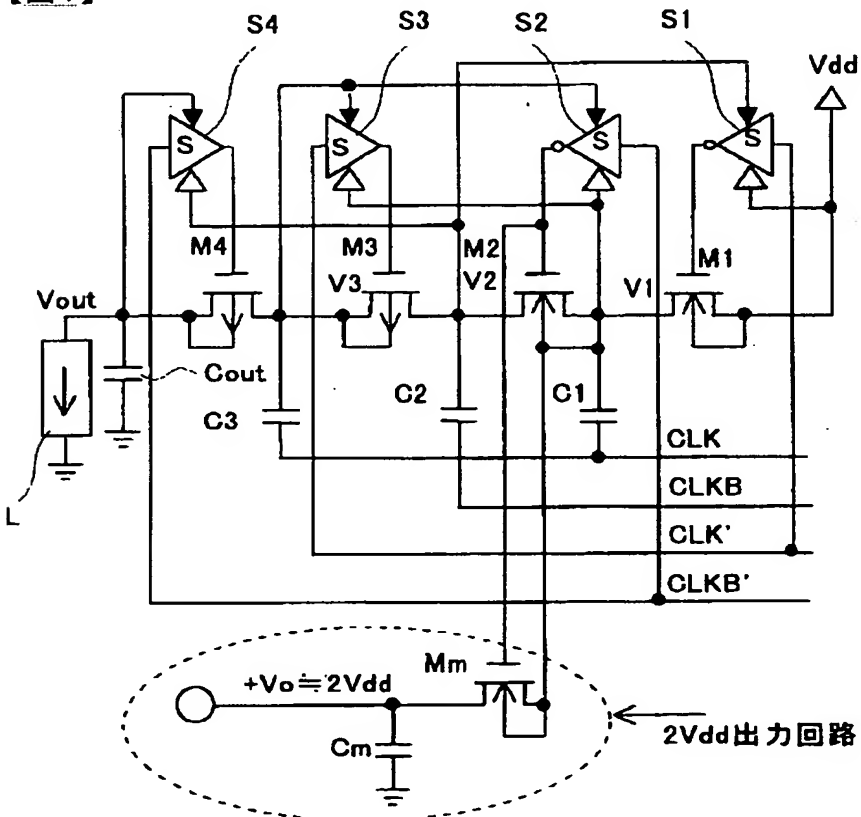 S4
S3
S2
S1
Vdd
S
S
S
S
M4
M3
M2
M1
Vout
V3
V2
V1
Cout
C3
C2
C1
CLK
CLKB
CLK'
CLKB'
L
Mm
+Vo≒2Vdd
Cm
2Vdd出力回路